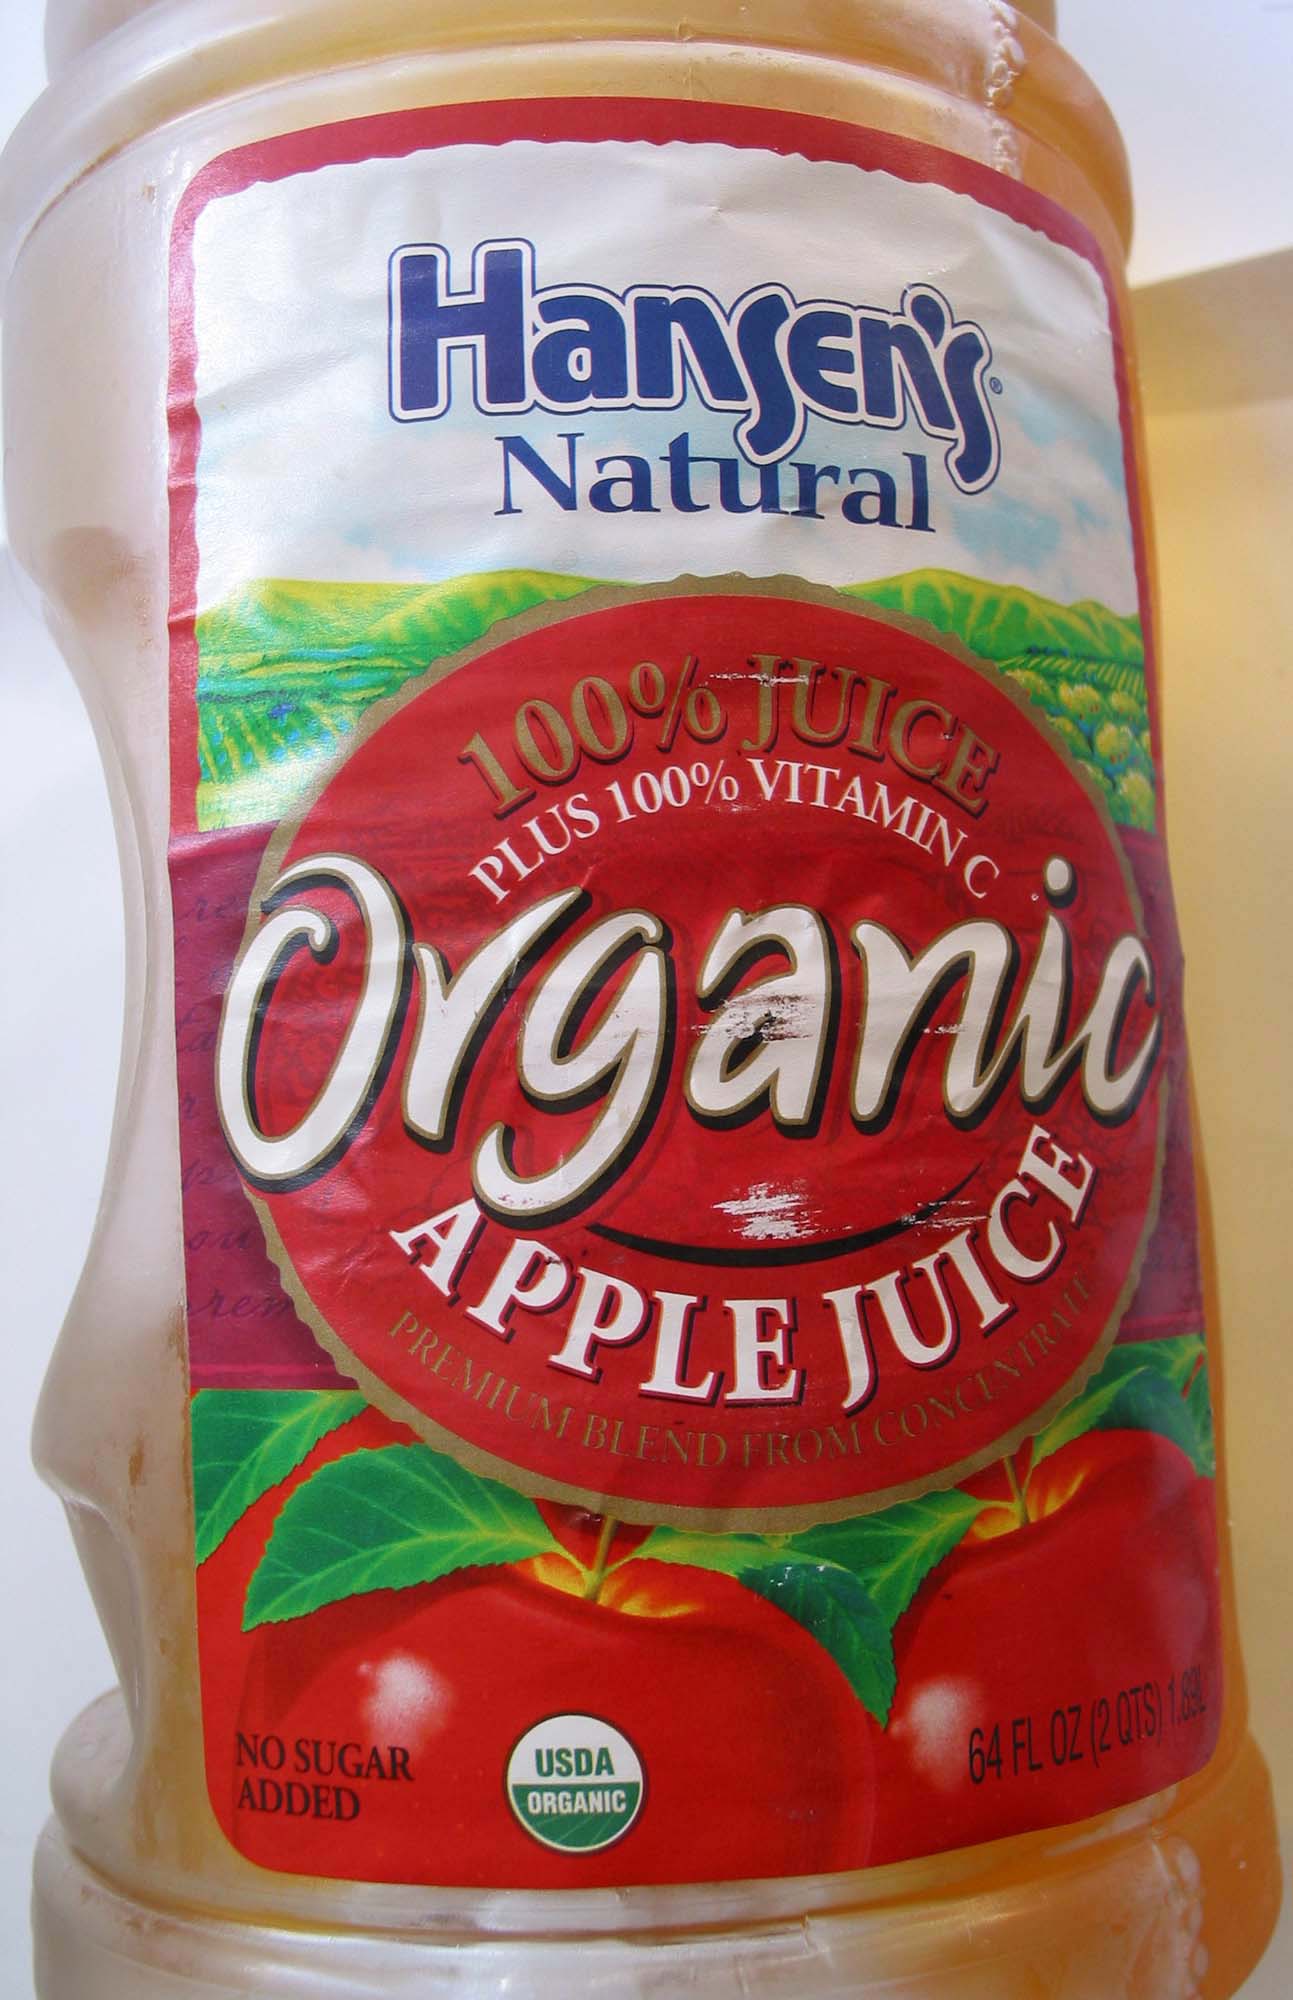 Hansen's®
Natural
100% JUICE
PLUS 100% VITAMIN C
Organic
APPLE JUICE
PREMIUM BLEND FROM CONCENTRATE
NO SUGAR
ADDED
USDA
ORGANIC
64 FL OZ (2 QTS) 1.89L